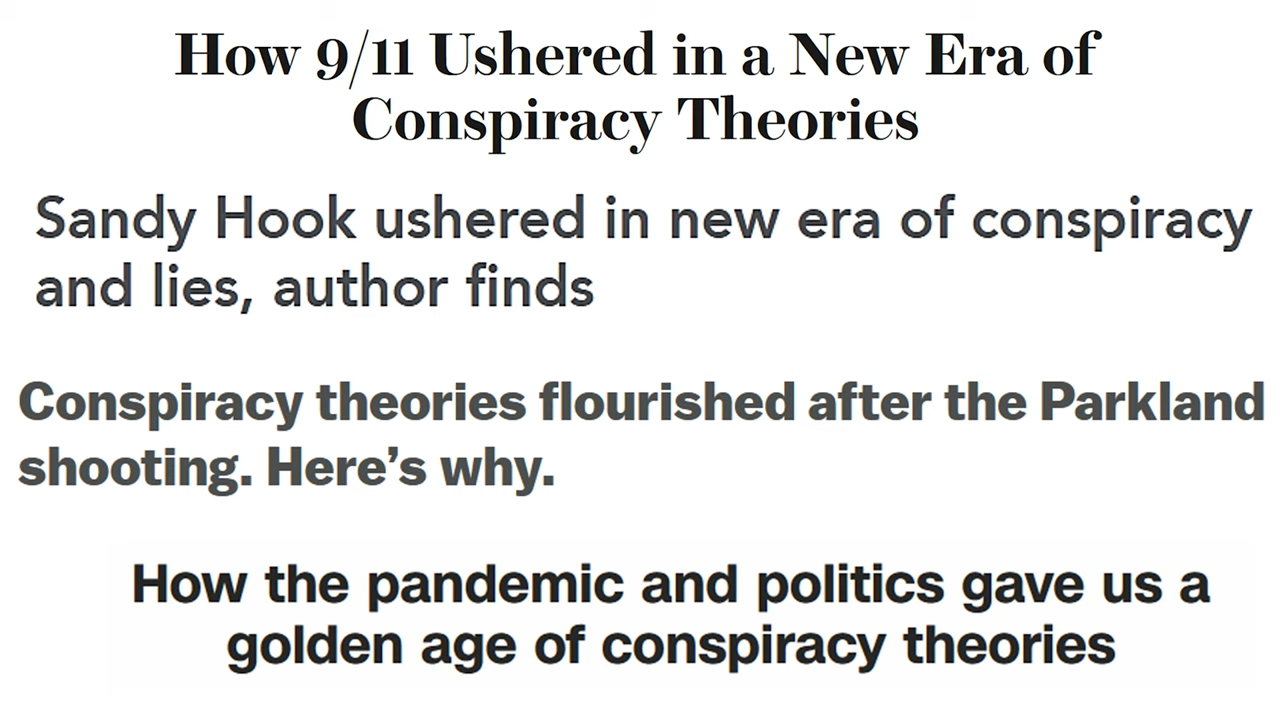 How 9/11 Ushered in a New Era of
Conspiracy Theories
Sandy Hook ushered in new era of conspiracy
and lies, author finds
Conspiracy theories flourished after the Parkland
shooting. Here’s why.
How the pandemic and politics gave us a
golden age of conspiracy theories